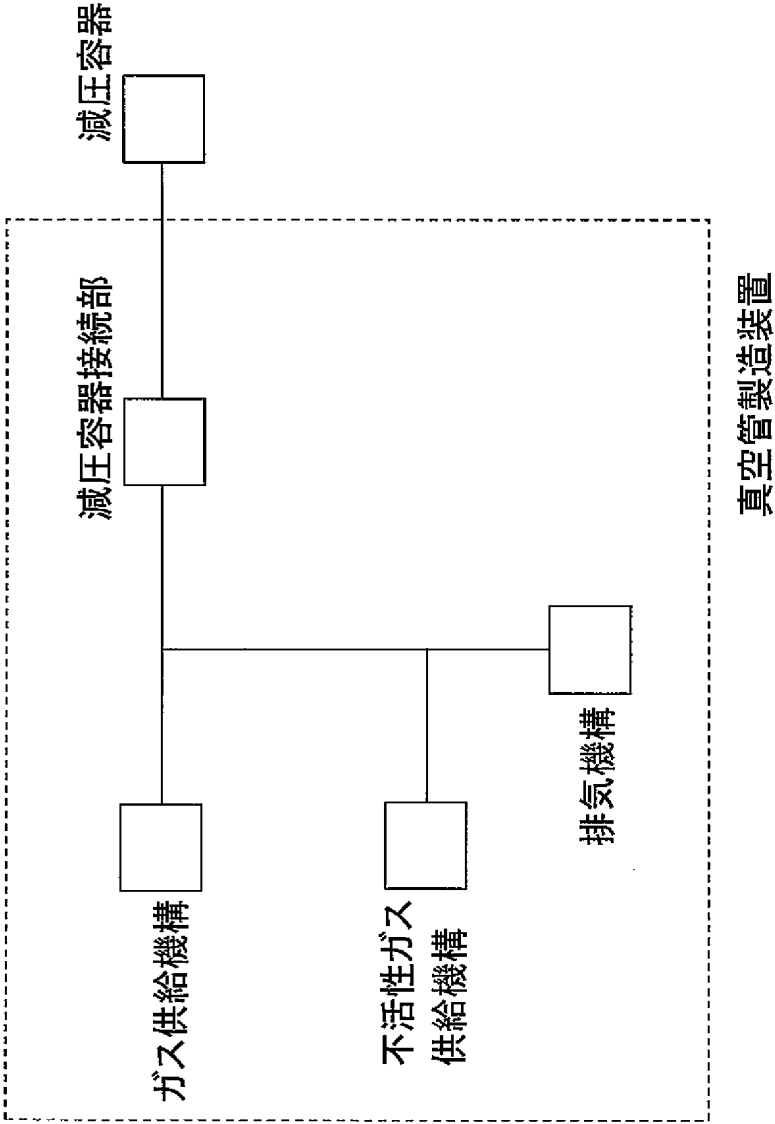 ガス供給機構
減圧容器接続部
減圧容器
不活性ガス
供給機構
排気機構
真空管製造装置